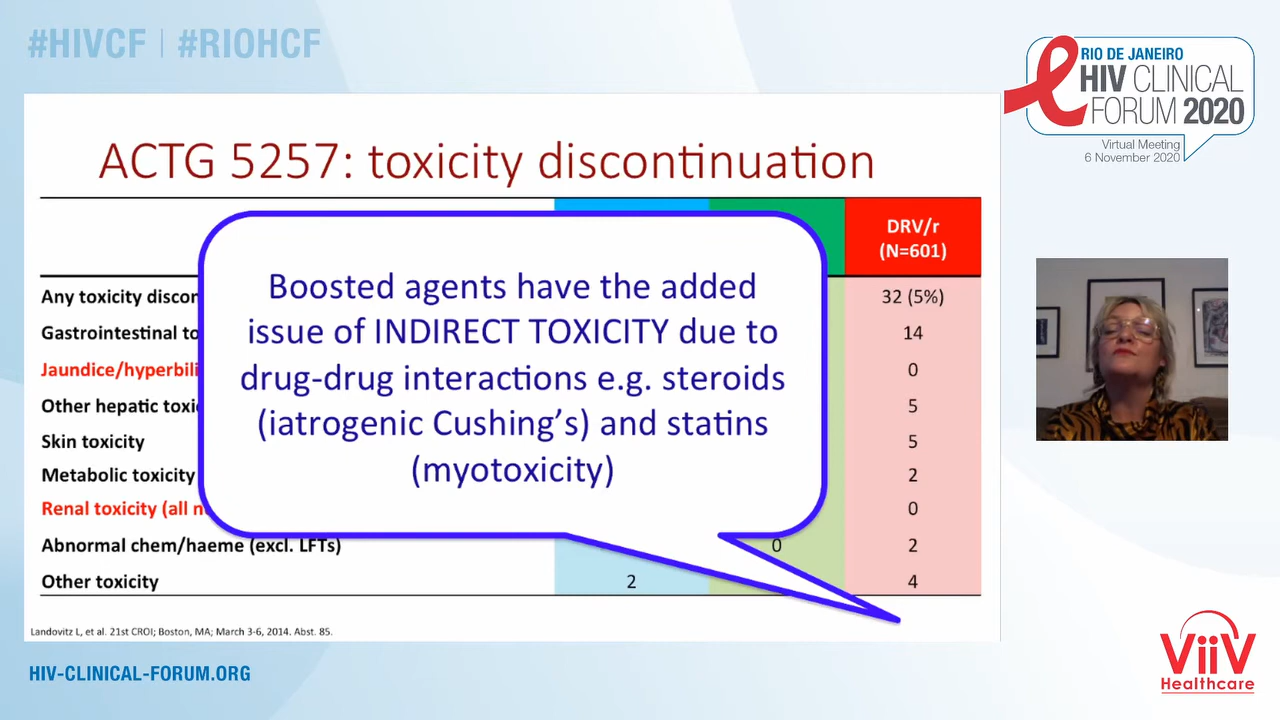 #HIVCF | #RIOHCF
RIO DE JANEIRO
HIV CLINICAL
FORUM 2020
Virtual Meeting
6 November 2020
ACTG 5257: toxicity discontinuation
DRV/r
(N=601)
Boosted agents have the added
issue of INDIRECT TOXICITY due to
drug-drug interactions e.g. steroids
(iatrogenic Cushing's) and statins
(myotoxicity)
Any toxicity discon 32 (5%)
Gastrointestinal to 14
Jaundice/hyperbili 0
Other hepatic toxi 5
Skin toxicity 5
Metabolic toxicity 2
Renal toxicity (all n 0
Abnormal chem/haeme (excl. LFTs) 0 2
Other toxicity 2 4
Landovitz L, et al. 21st CROI; Boston, MA; March 3-6, 2014. Abst. 85.
HIV-CLINICAL-FORUM.ORG
ViiV
Healthcare